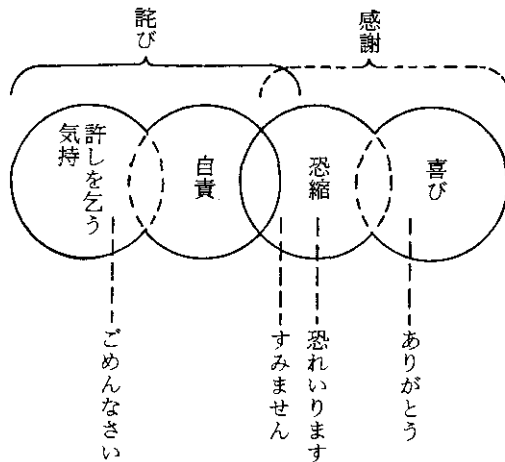 感謝
詫び
喜び
恐縮
自責
許しを乞う
気持
ありがとう
恐れいります
すみません
ごめんなさい